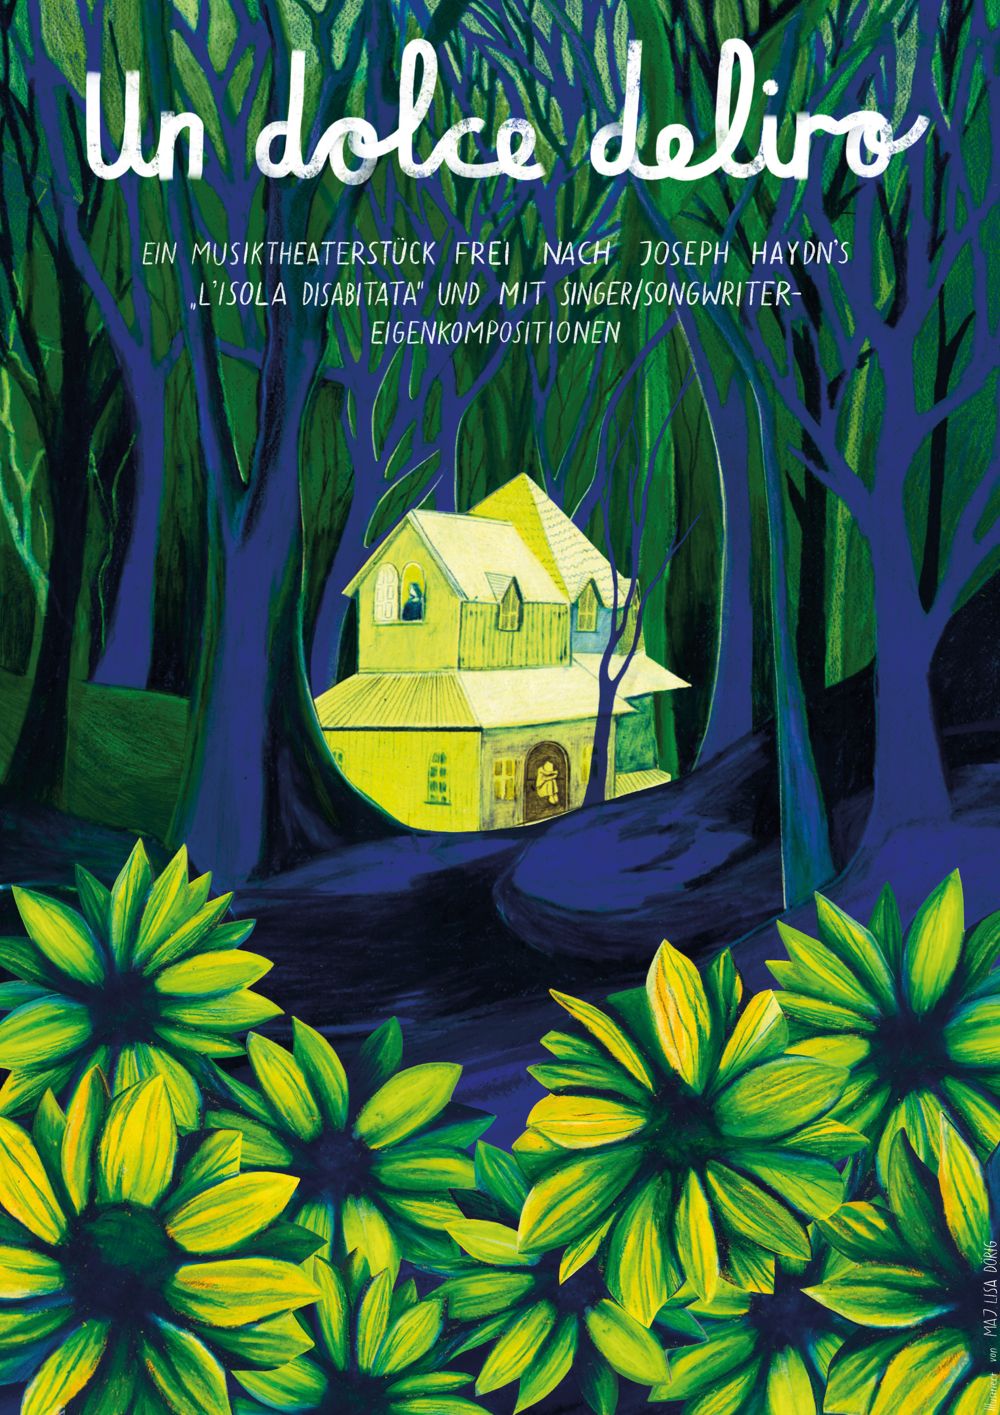 Un dolce deliro
EIN MUSIKTHEATERSTÜCK FREI NACH JOSEPH HAYDN'S
„L'ISOLA DISABITATA" UND MIT SINGER/SONGWRITER-
EIGENKOMPOSITIONEN
von MAJ LISA DÖRIG